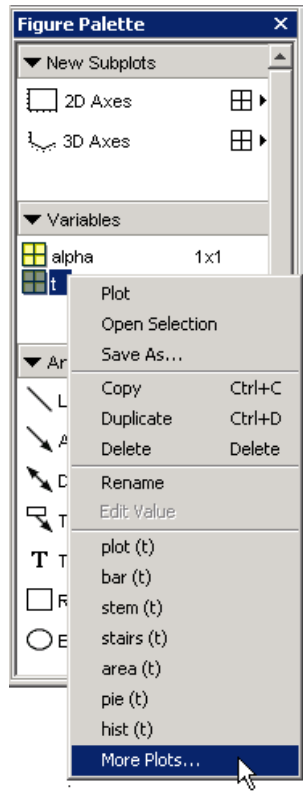 Figure Palette
New Subplots
2D Axes
3D Axes
Variables
alpha 1x1
t
Plot
Open Selection
Save As...
Copy Ctrl+C
Duplicate Ctrl+D
Delete Delete
Rename
Edit Value
plot (t)
bar (t)
stem (t)
stairs (t)
area (t)
pie (t)
hist (t)
More Plots...
An
L
A
D
T
T T
R
E